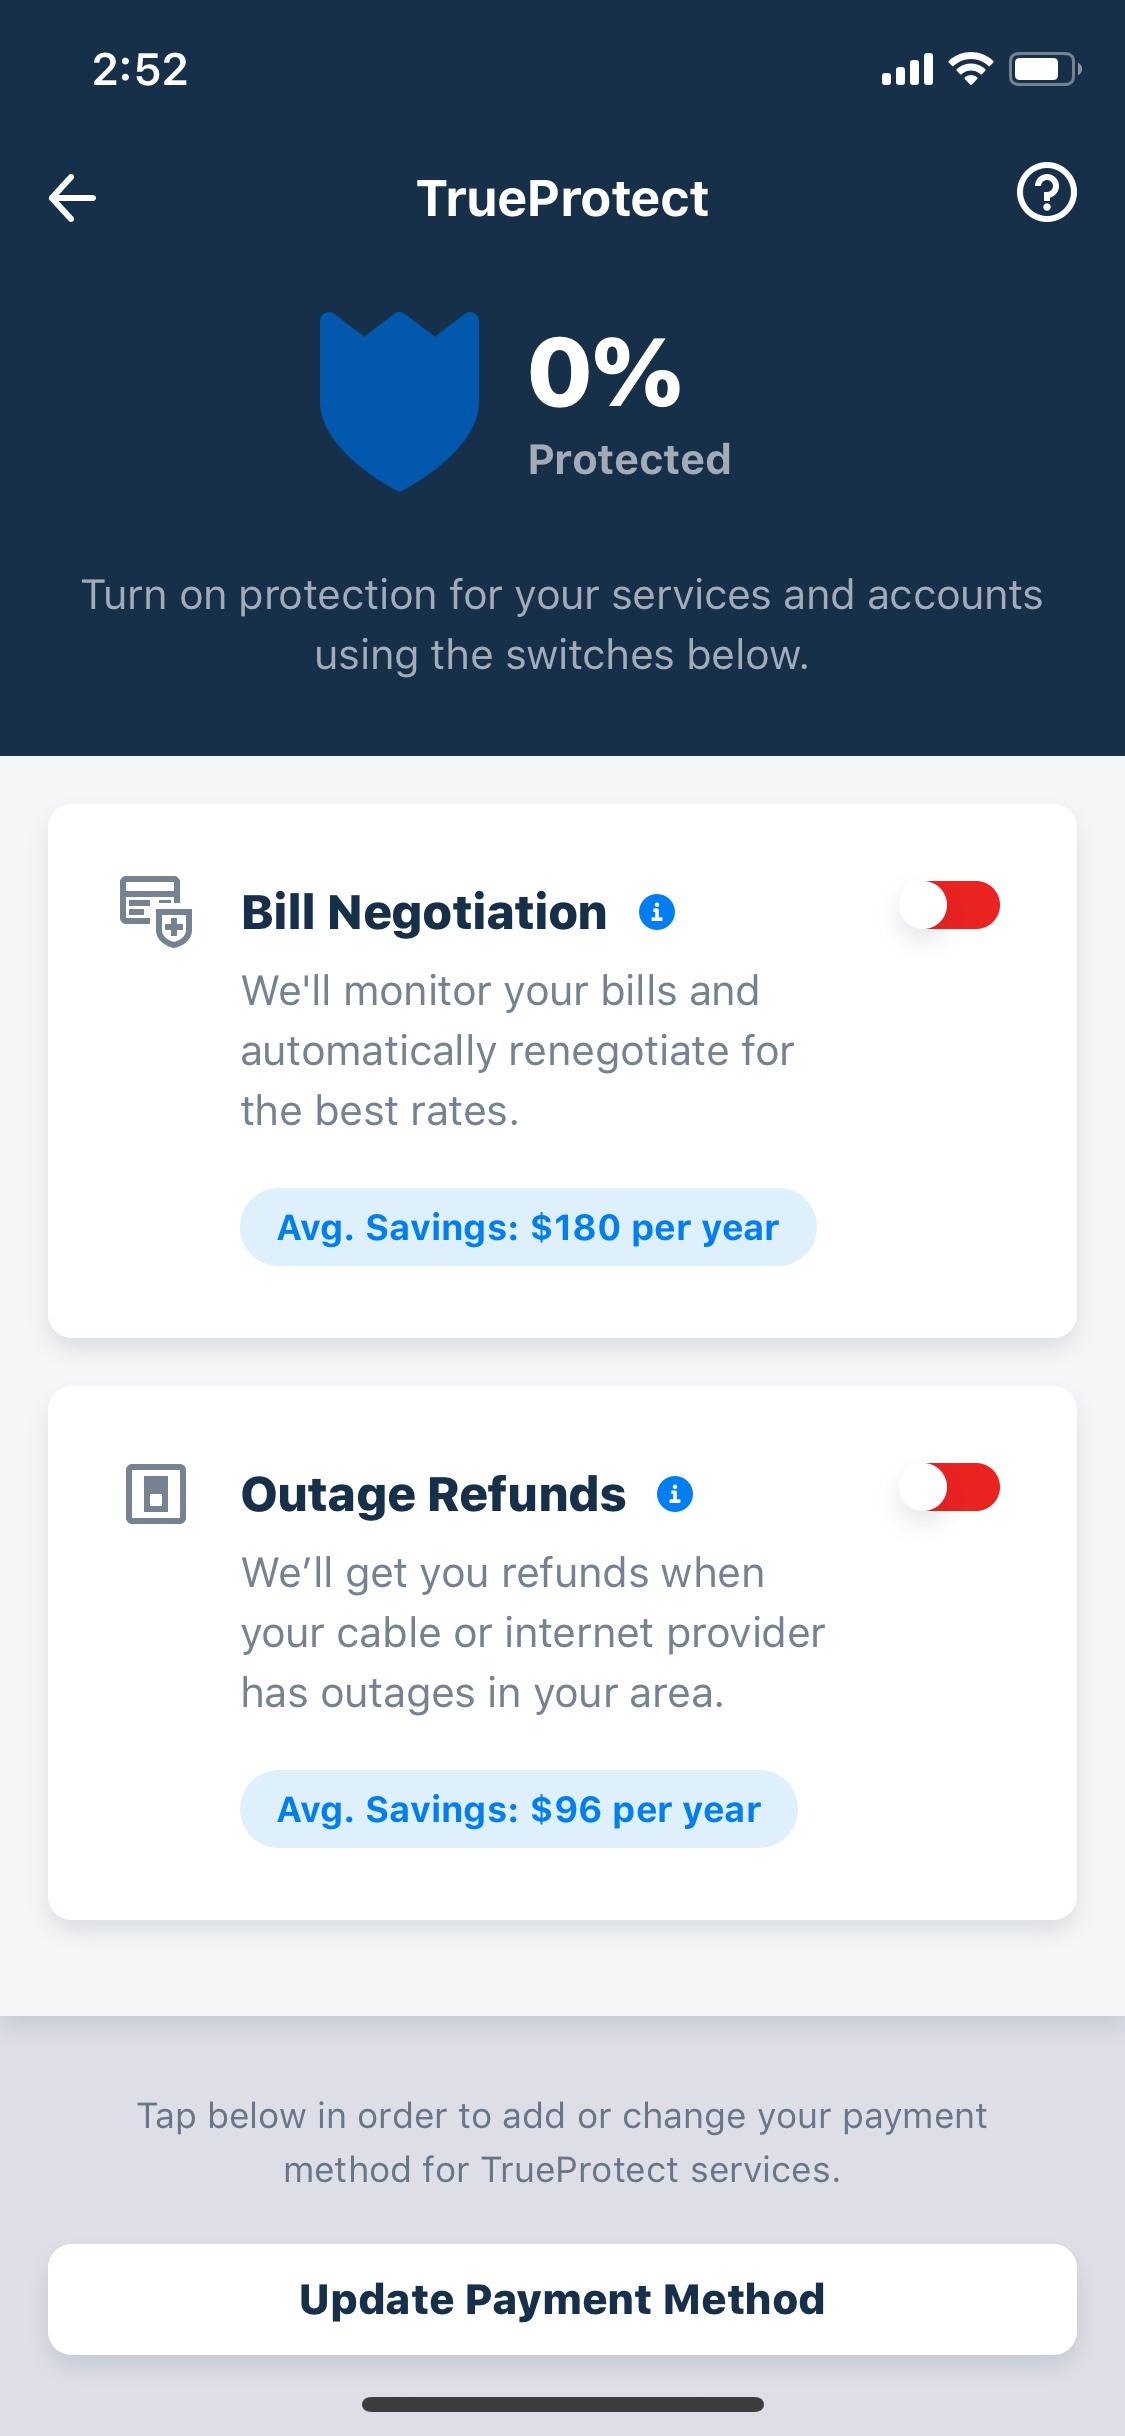 2:52
TrueProtect
0%
Protected
Turn on protection for your services and accounts
using the switches below.
Bill Negotiation
We'll monitor your bills and
automatically renegotiate for
the best rates.
Avg. Savings: $180 per year
Outage Refunds
We’ll get you refunds when
your cable or internet provider
has outages in your area.
Avg. Savings: $96 per year
Tap below in order to add or change your payment
method for TrueProtect services.
Update Payment Method